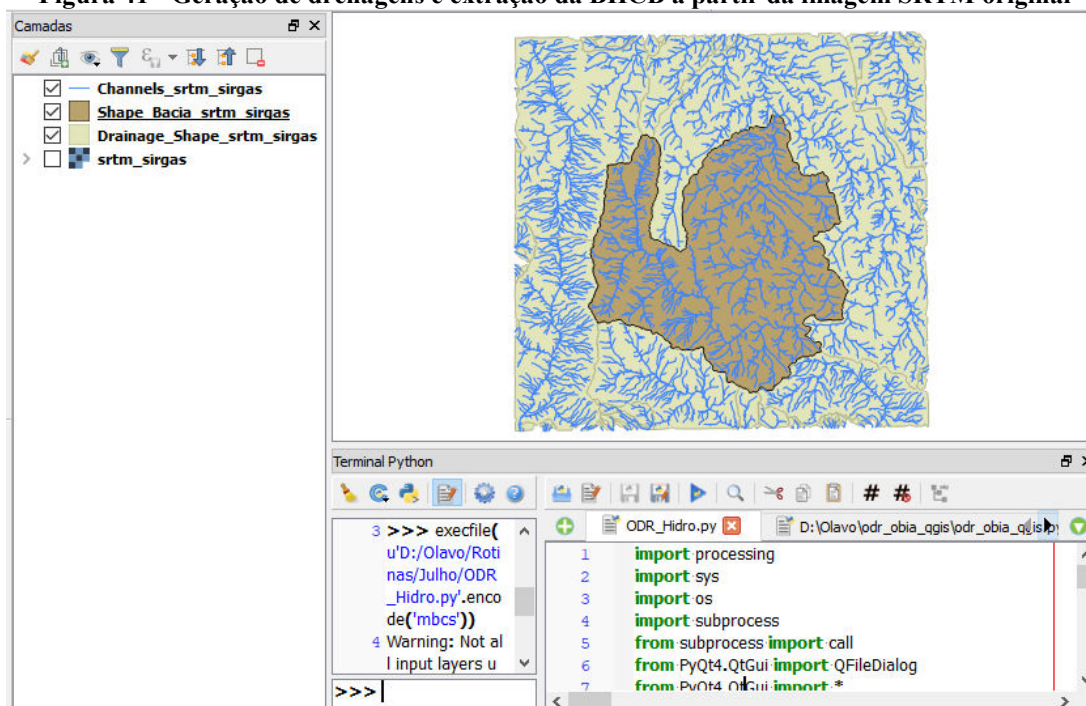 Figura 41 - Geração de drenagens e extração da BHCB a partir da imagem SRTM original
Camadas
Channels_srtm_sirgas
Shape_Bacia_srtm_sirgas
Drainage_Shape_srtm_sirgas
srtm_sirgas
Terminal Python
3 >>> execfile(
u'D:/Olavo/Roti
nas/Julho/ODR
_Hidro.py'.enco
de('mbcs'))
4 Warning: Not al
l input layers u
>>>
ODR_Hidro.py
D:\Olavo\odr_obia_qgis\odr_obia_qgis.py
1 import processing
2 import sys
3 import os
4 import subprocess
5 from subprocess import call
6 from PyQt4.QtGui import QFileDialog
7 from PyQt4.QtGui import *